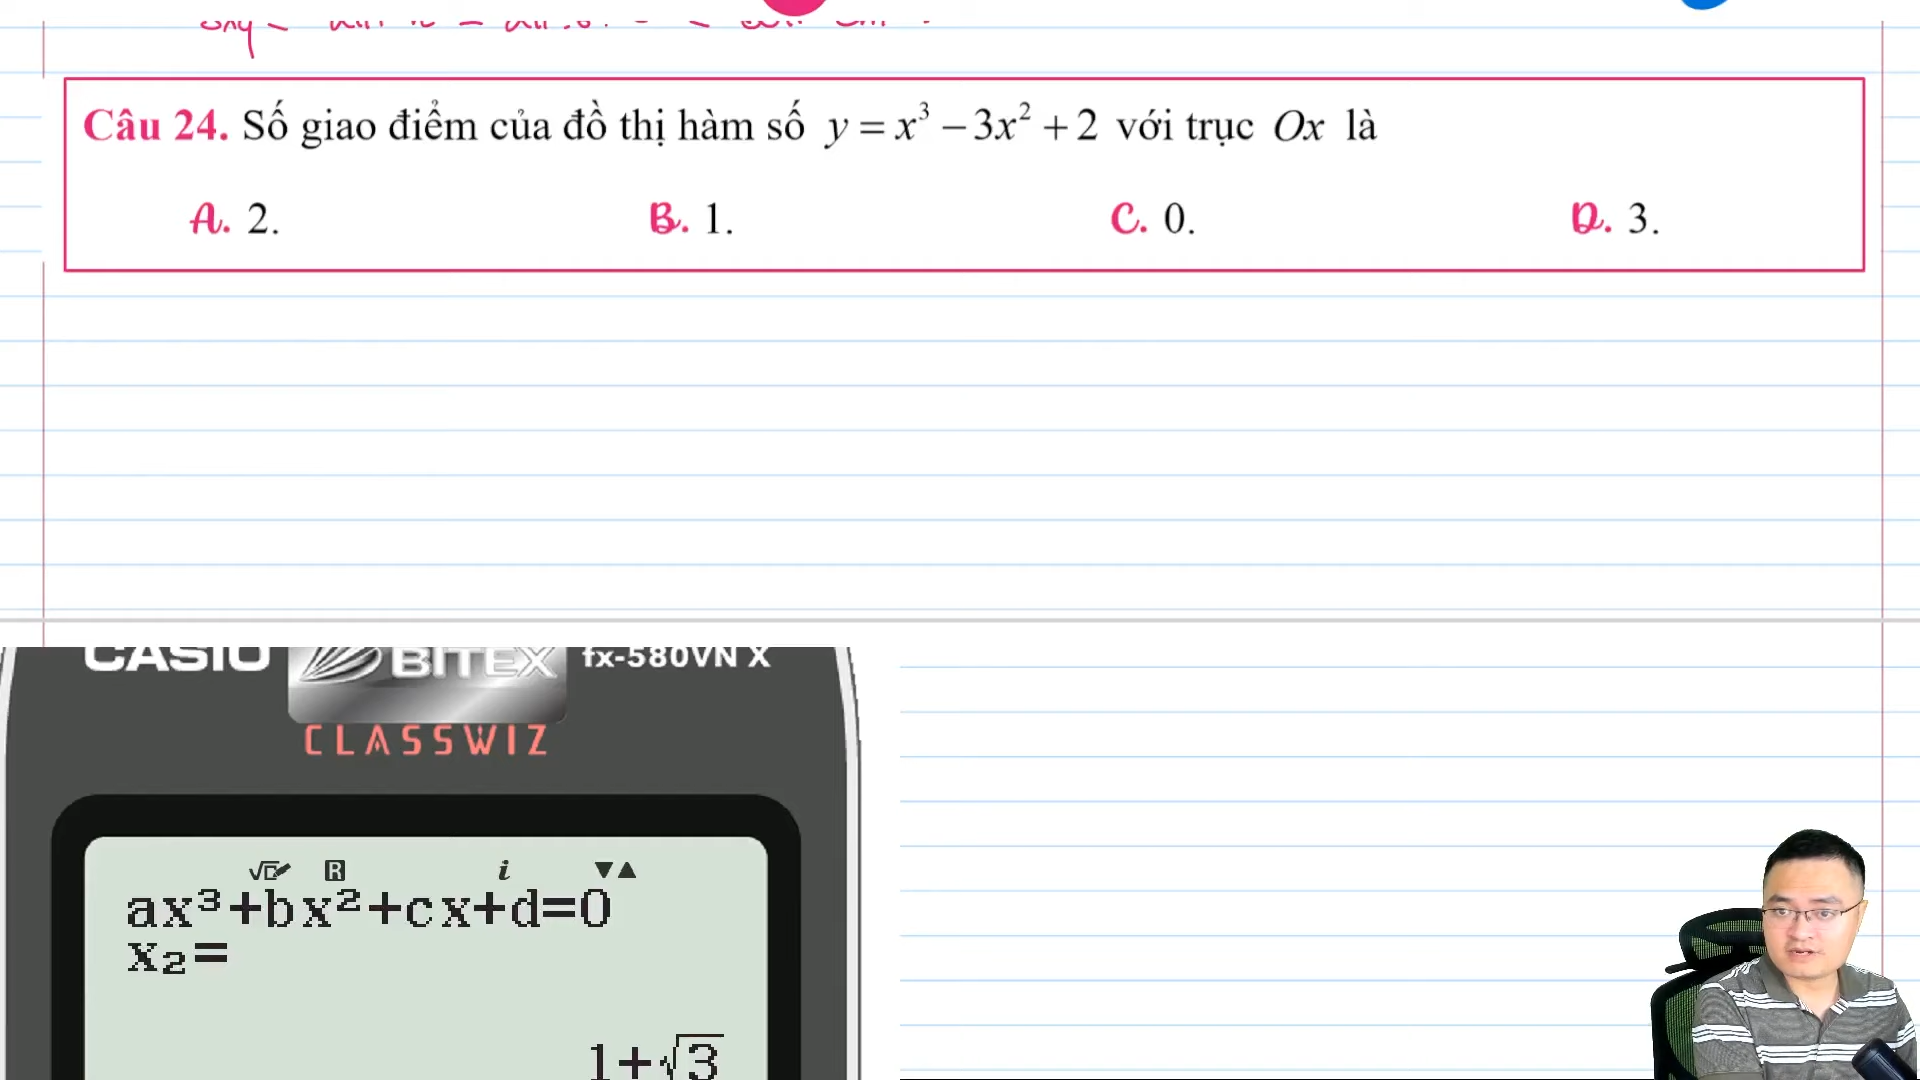 Câu 24. Số giao điểm của đồ thị hàm số y = x³ − 3x² + 2 với trục Ox là
A. 2. B. 1. C. 0. D. 3.
CASIO BITEX fx-580VN X
CLASSWIZ
√□ R i ▼▲
ax³+bx²+cx+d=0
x₂=
1+√3